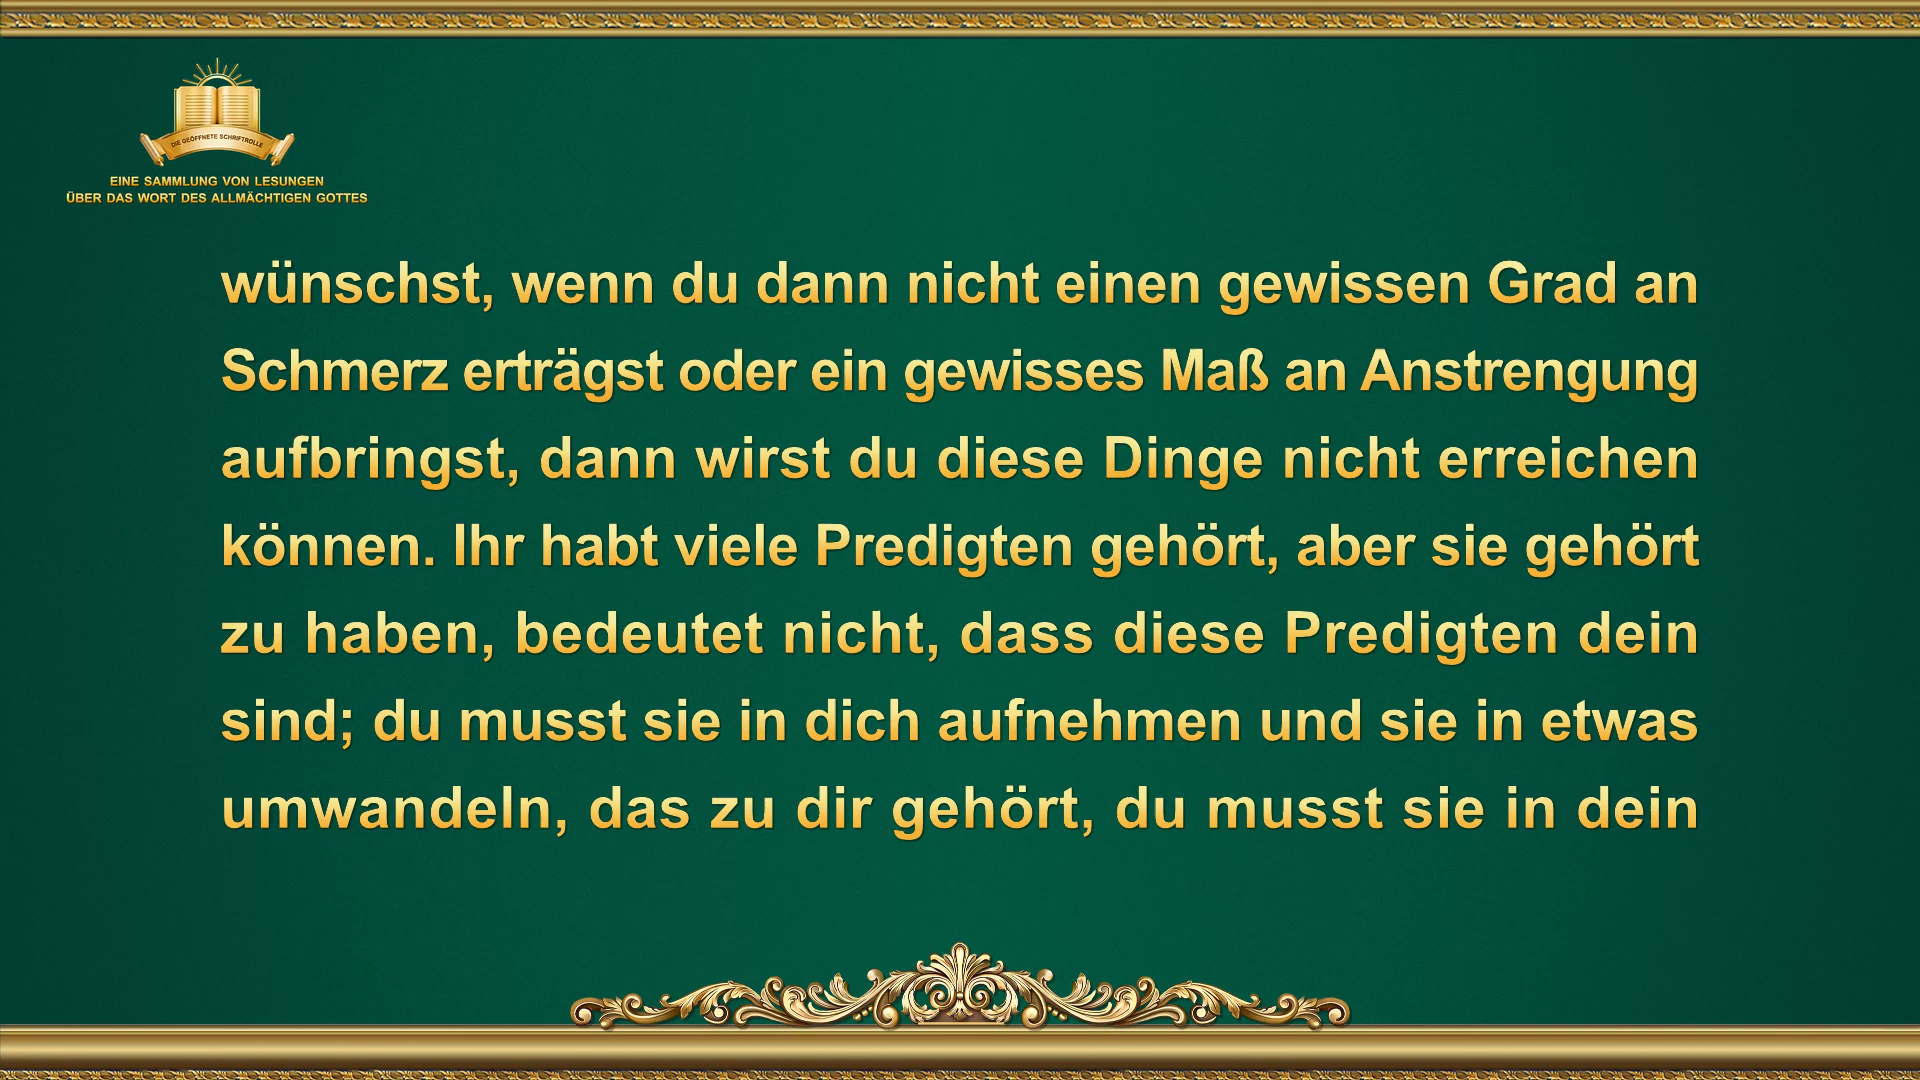 DIE GEÖFFNETE SCHRIFTROLLE
EINE SAMMLUNG VON LESUNGEN
ÜBER DAS WORT DES ALLMÄCHTIGEN GOTTES
wünschst, wenn du dann nicht einen gewissen Grad an
Schmerz erträgst oder ein gewisses Maß an Anstrengung
aufbringst, dann wirst du diese Dinge nicht erreichen
können. Ihr habt viele Predigten gehört, aber sie gehört
zu haben, bedeutet nicht, dass diese Predigten dein
sind; du musst sie in dich aufnehmen und sie in etwas
umwandeln, das zu dir gehört, du musst sie in dein